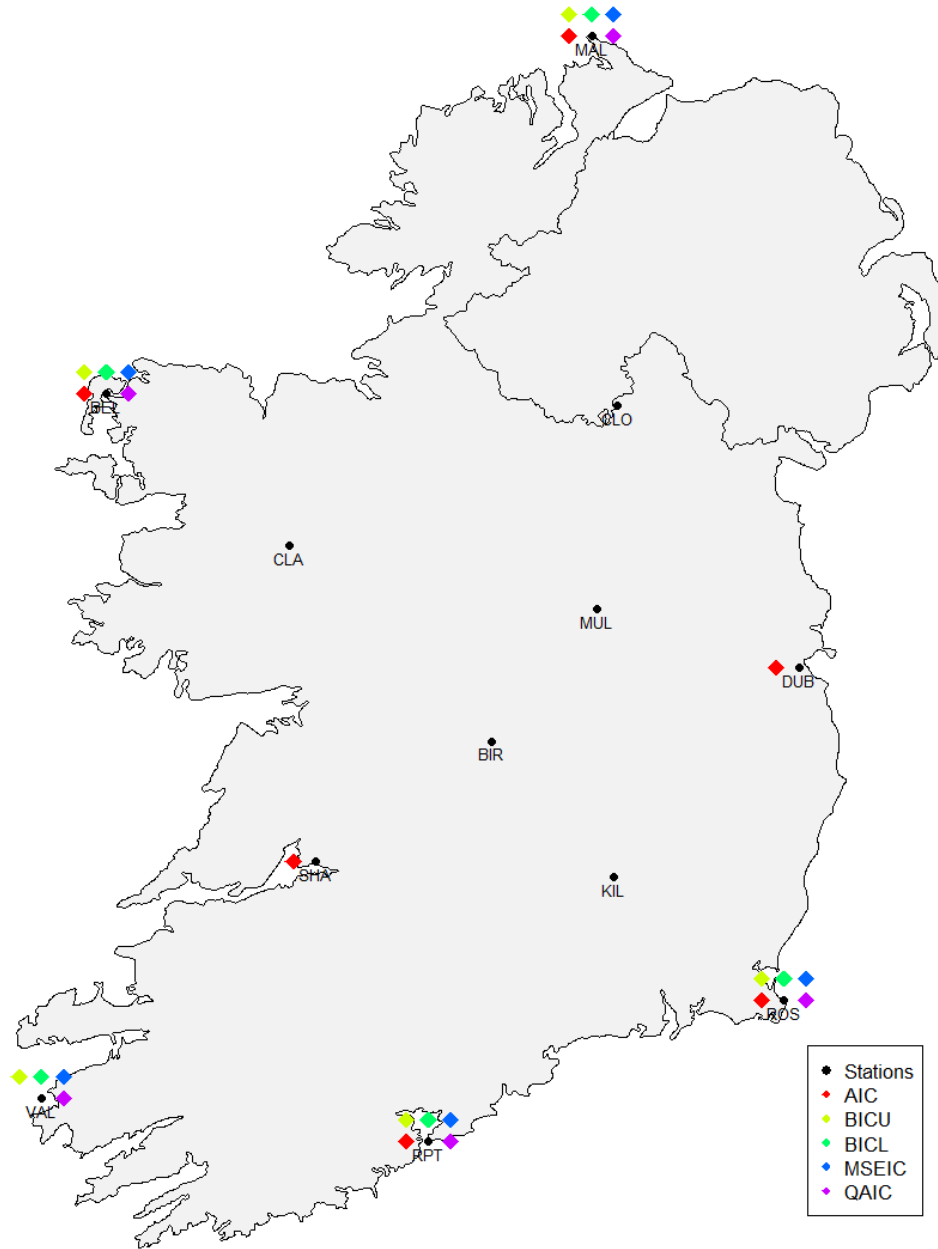 MAL
BEL
CLO
CLA
MUL
DUB
BIR
SHA
KIL
ROS
VAL
RPT
Stations
AIC
BICU
BICL
MSEIC
QAIC